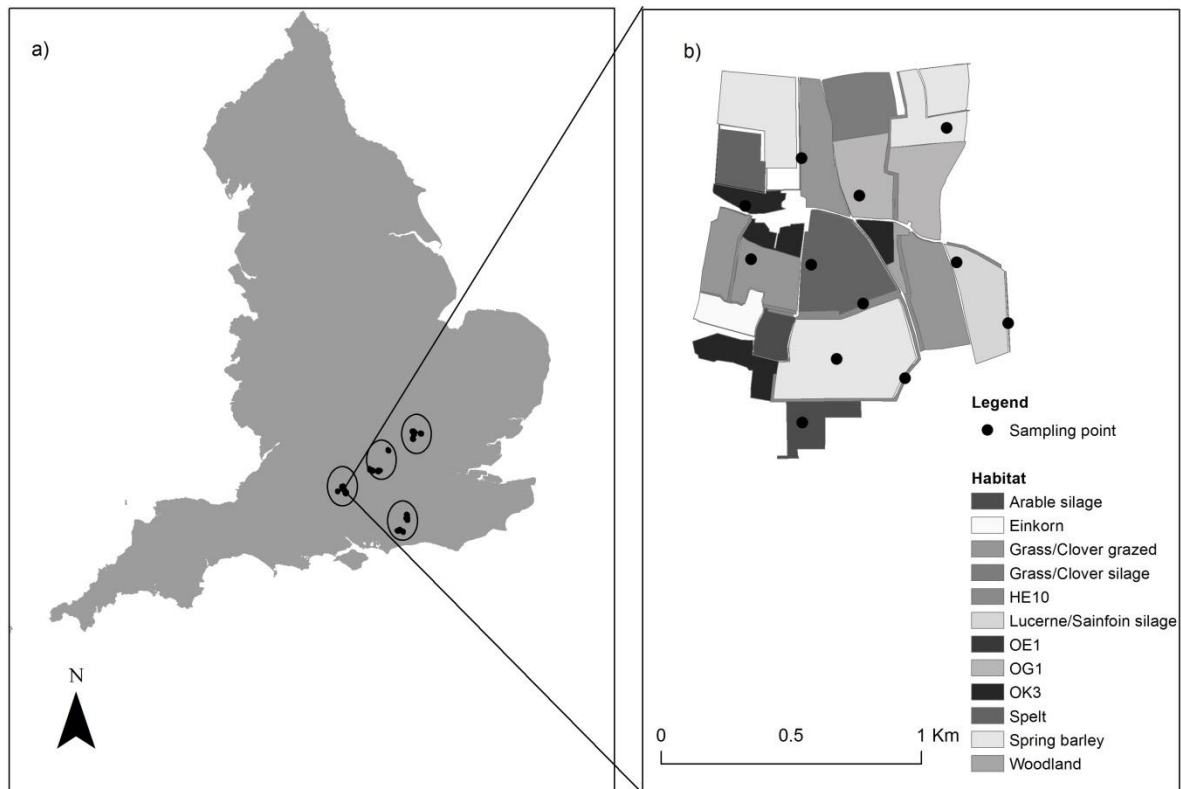 a)
N
b)
Legend
Sampling point
Habitat
Arable silage
Einkorn
Grass/Clover grazed
Grass/Clover silage
HE10
Lucerne/Sainfoin silage
OE1
OG1
OK3
Spelt
Spring barley
Woodland
0 0.5 1 Km